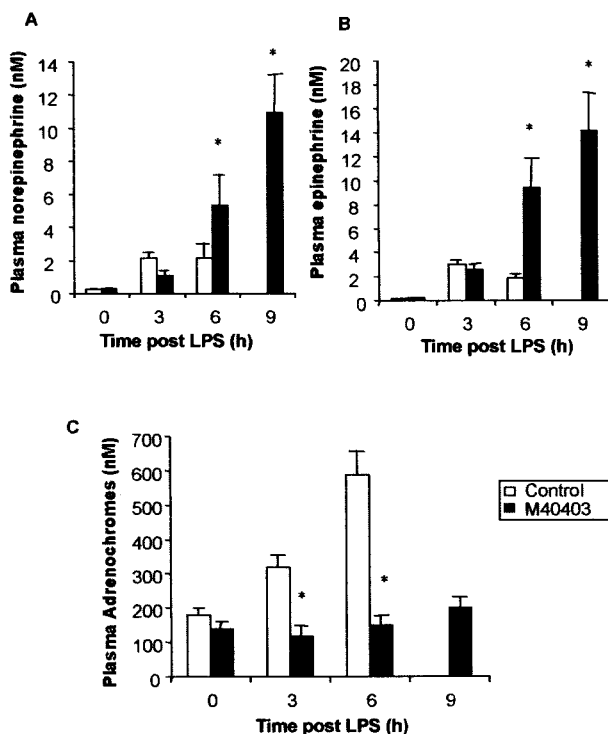 A
Plasma norepinephrine (nM)
14
12
10
8
6
4
2
0
*
*
0 3 6 9
Time post LPS (h)
B
Plasma epinephrine (nM)
20
18
16
14
12
10
8
6
4
2
0
*
*
0 3 6 9
Time post LPS (h)
C
Plasma Adrenochromes (nM)
700
600
500
400
300
200
100
0
*
*
0 3 6 9
Time post LPS (h)
Control
M40403